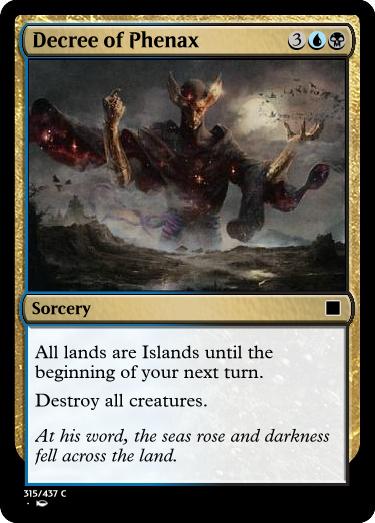 Decree of Phenax 3
Sorcery
All lands are Islands until the
beginning of your next turn.
Destroy all creatures.
At his word, the seas rose and darkness
fell across the land.
315/437 C